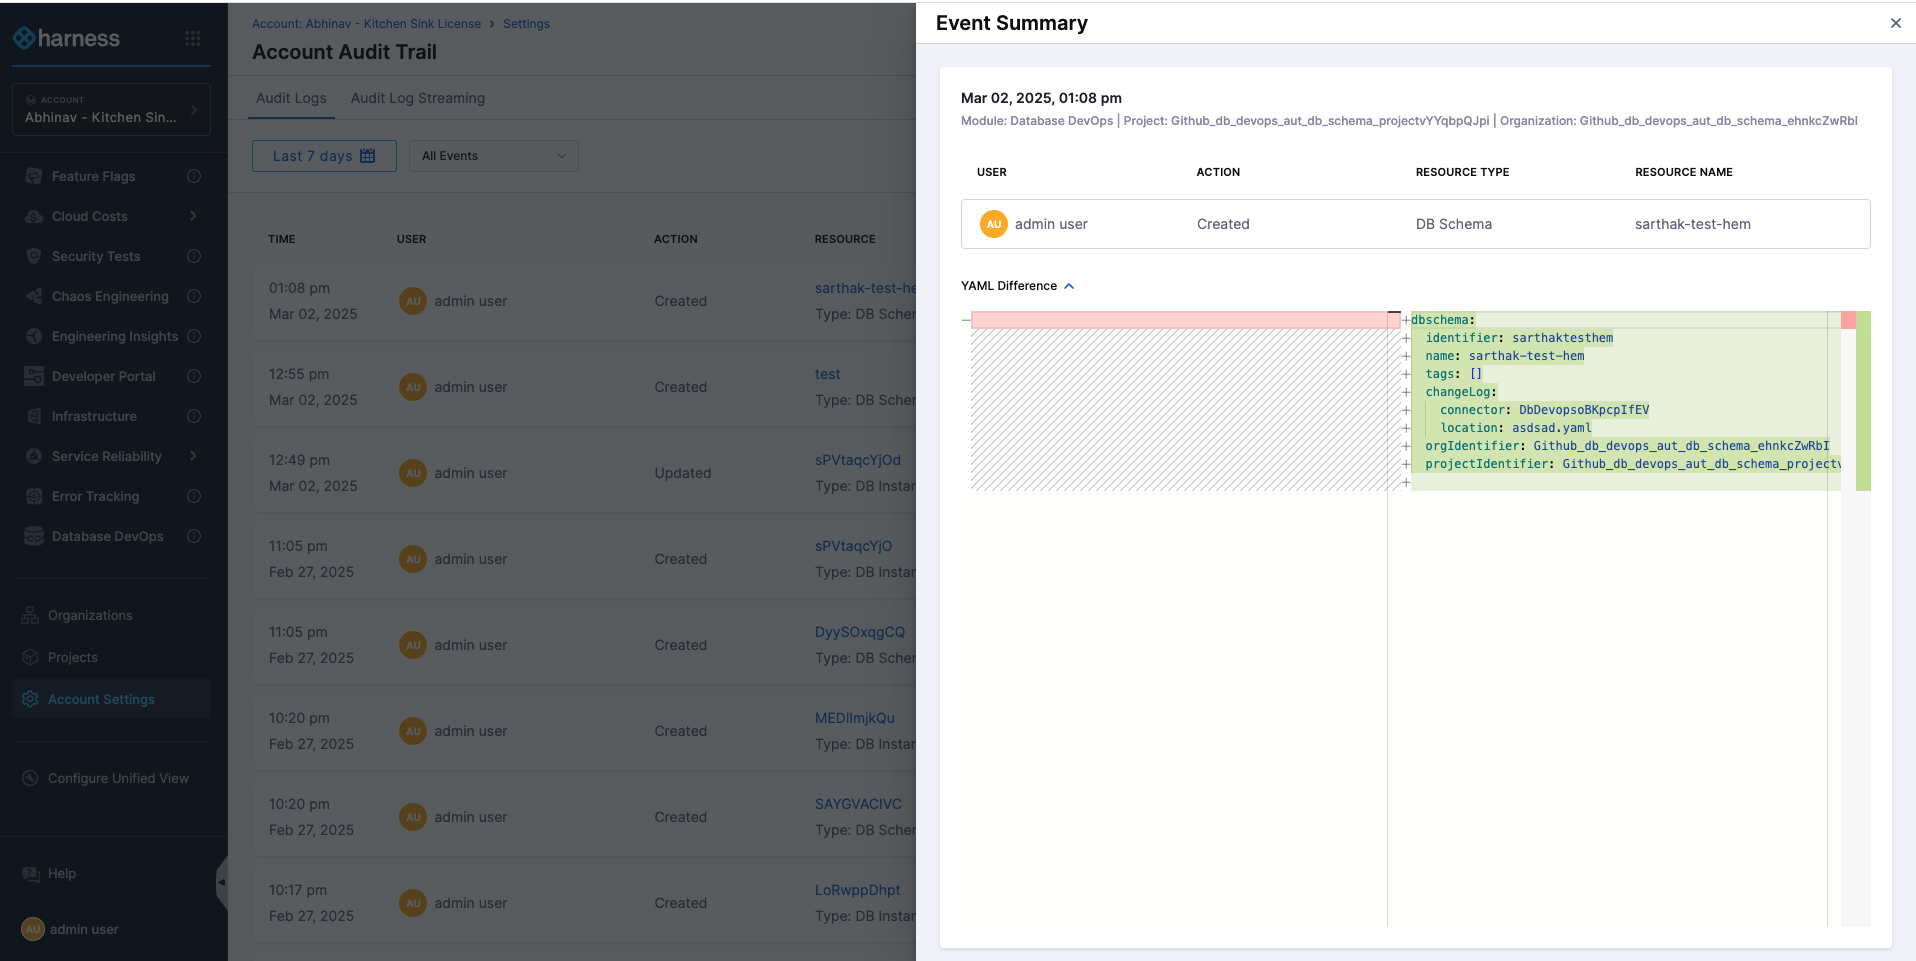 harness
ACCOUNT
Abhinav - Kitchen Sin...
Feature Flags
Cloud Costs
Security Tests
Chaos Engineering
Engineering Insights
Developer Portal
Infrastructure
Service Reliability
Error Tracking
Database DevOps
Organizations
Projects
Account Settings
Configure Unified View
Help
AU admin user
Account: Abhinav - Kitchen Sink License > Settings
Account Audit Trail
Audit Logs Audit Log Streaming
Last 7 days All Events
TIME USER ACTION RESOURCE
01:08 pm
Mar 02, 2025
AU admin user
Created
sarthak-test-he
Type: DB Scher
12:55 pm
Mar 02, 2025
AU admin user
Created
test
Type: DB Scher
12:49 pm
Mar 02, 2025
AU admin user
Updated
sPVtaqcYjOd
Type: DB Instar
11:05 pm
Feb 27, 2025
AU admin user
Created
sPVtaqcYjO
Type: DB Instar
11:05 pm
Feb 27, 2025
AU admin user
Created
DyySOxqgCQ
Type: DB Scher
10:20 pm
Feb 27, 2025
AU admin user
Created
Type: DB Instar
10:20 pm
Feb 27, 2025
AU admin user
Created
Type: DB Scher
10:17 pm
Feb 27, 2025
AU admin user
Created
LoRwppDhpt
Type: DB Instar
Event Summary
Mar 02, 2025, 01:08 pm
Module: Database DevOps | Project: Github_db_devops_aut_db_schema_projectvYYqbpQJpi | Organization: Github_db_devops_aut_db_schema_ehnkcZwRbI
USER ACTION RESOURCE TYPE RESOURCE NAME
AU admin user Created DB Schema sarthak-test-hem
YAML Difference
dbschema:
identifier: sarthaktesthem
name: sarthak-test-hem
tags: []
changeLog:
connector: DbDevopsoBKpcpIfEV
location: asdsad.yaml
orgIdentifier: Github_db_devops_aut_db_schema_ehnkcZwRbI
projectIdentifier: Github_db_devops_aut_db_schema_projectv